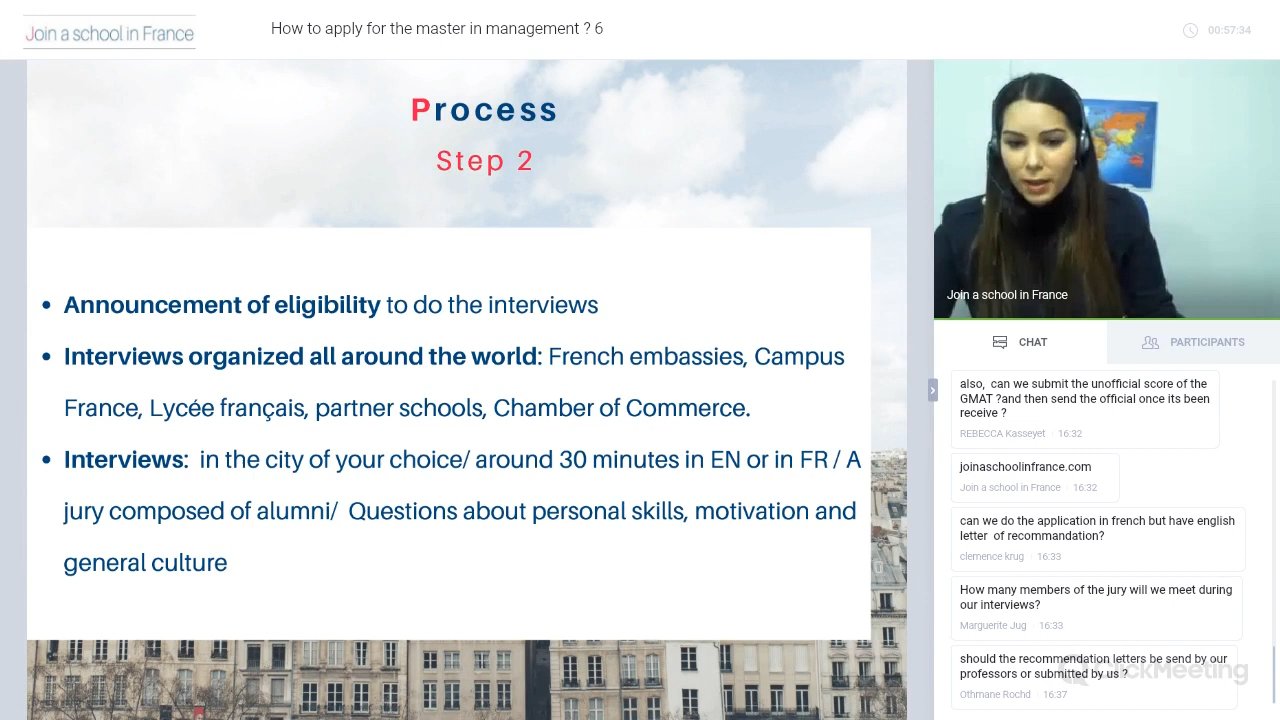 Join a school in France
How to apply for the master in management ? 6
00:57:34
Process
Step 2
• Announcement of eligibility to do the interviews
• Interviews organized all around the world: French embassies, Campus
France, Lycée français, partner schools, Chamber of Commerce.
• Interviews:  in the city of your choice/ around 30 minutes in EN or in FR / A
jury composed of alumni/  Questions about personal skills, motivation and
general culture
Join a school in France
CHAT
PARTICIPANTS
also,  can we submit the unofficial score of the
GMAT ?and then send the official once its been
receive ?
REBECCA Kasseyet 16:32
joinaschoolinfrance.com
Join a school in France 16:32
can we do the application in french but have english
letter  of recommandation?
clemence krug 16:33
How many members of the jury will we meet during
our interviews?
Marguerite Jug 16:33
should the recommendation letters be send by our
professors or submitted by us ?
Othmane Rochd 16:37
ClickMeeting